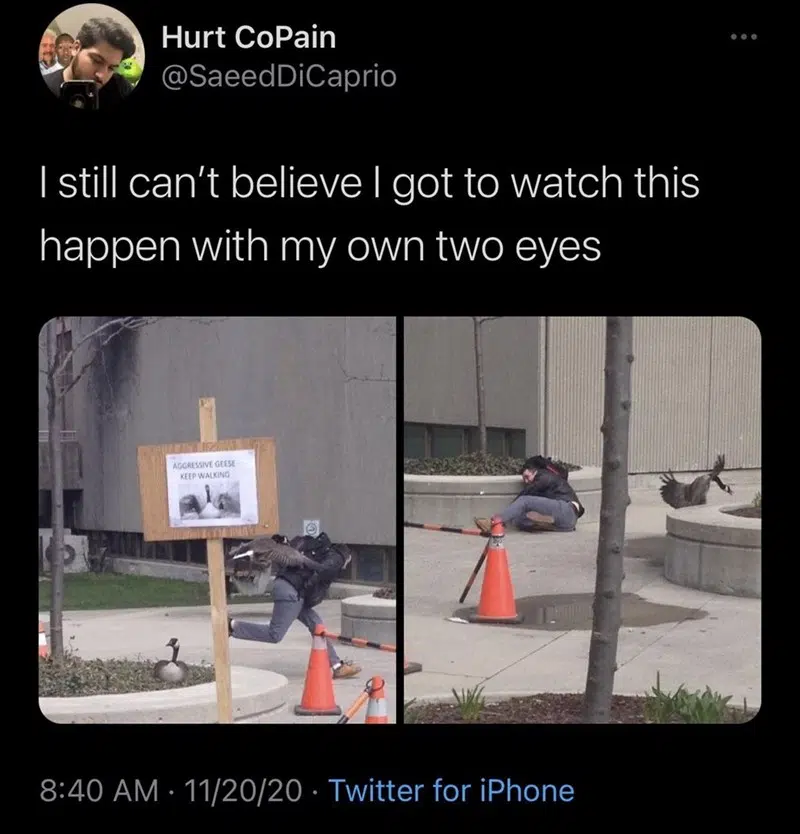 Hurt CoPain
@SaeedDiCaprio
I still can’t believe I got to watch this
happen with my own two eyes
AGGRESSIVE GEESE
KEEP WALKING
8:40 AM · 11/20/20 · Twitter for iPhone